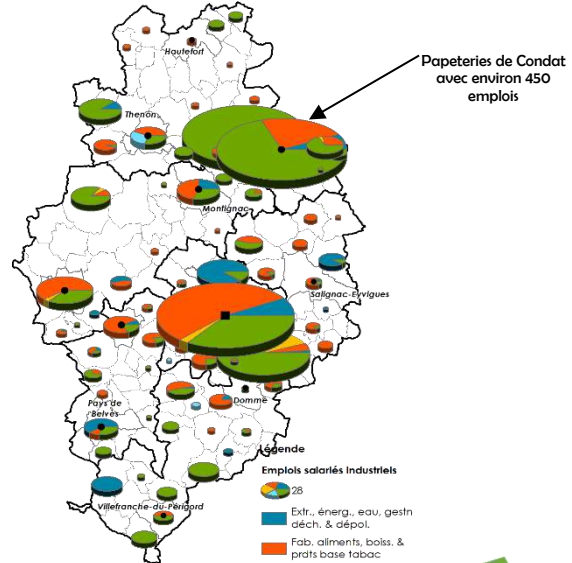 Hautefort
Papeteries de Condat
avec environ 450
emplois
Thenon
Montignac
Salignac-Eyvigues
Pays de
Belvès
Domme
Légende
Emplois salariés industriels
28
Extr., énerg., eau, gestn
déch. & dépol.
Villefranche-du-Périgord
Fab. aliments, boiss. &
prdts base tabac